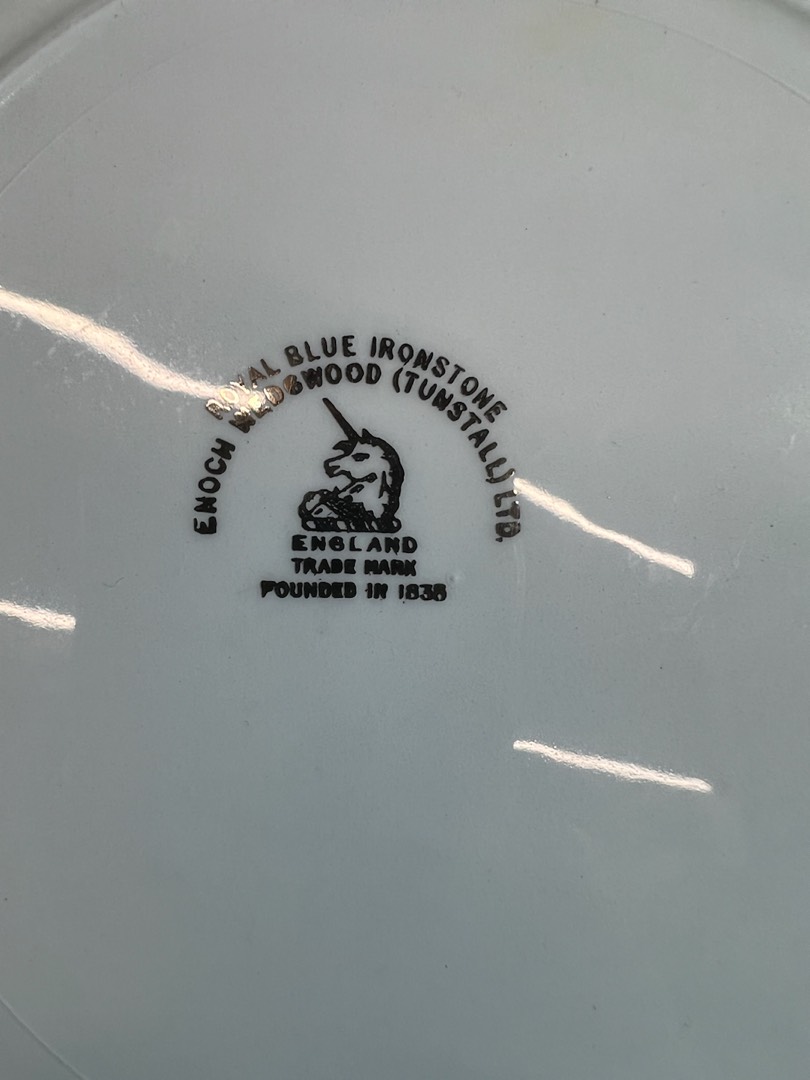 ROYAL BLUE IRONSTONE
ENOCH WEDGWOOD (TUNSTALL) LTD.
ENGLAND
TRADE MARK
FOUNDED IN 1835